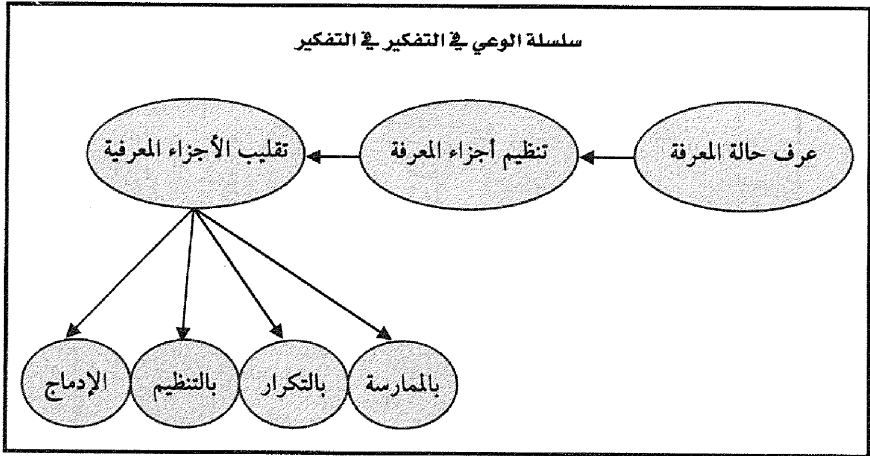 سلسلة الوعي في التفكير في التفكير
عرف حالة المعرفة
تنظيم أجزاء المعرفة
تقليب الأجزاء المعرفية
بالممارسة
بالتكرار
بالتنظيم
الإدماج